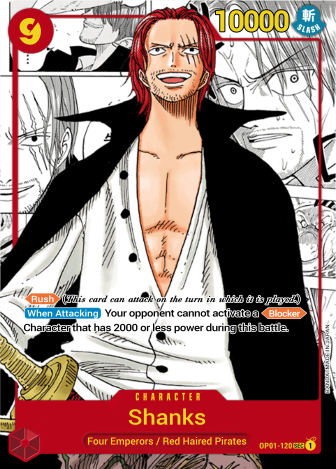 9
10000
斬
SLASH
Rush (This card can attack on the turn in which it is played.)
When Attacking Your opponent cannot activate a Blocker
Character that has 2000 or less power during this battle.
CHARACTER
Shanks
Four Emperors / Red Haired Pirates
OP01-120 SEC 1